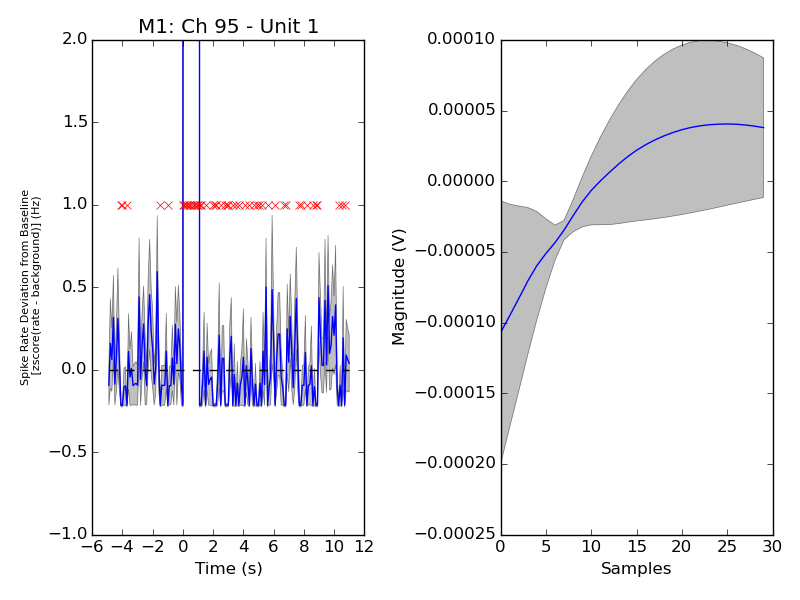 M1: Ch 95 - Unit 1
Spike Rate Deviation from Baseline
[zscore(rate - background)] (Hz)
2.0
1.5
1.0
0.5
0.0
−0.5
−1.0
−6 −4 −2 0 2 4 6 8 10 12
Time (s)
Magnitude (V)
0.00010
0.00005
0.00000
−0.00005
−0.00010
−0.00015
−0.00020
−0.00025
0 5 10 15 20 25 30
Samples